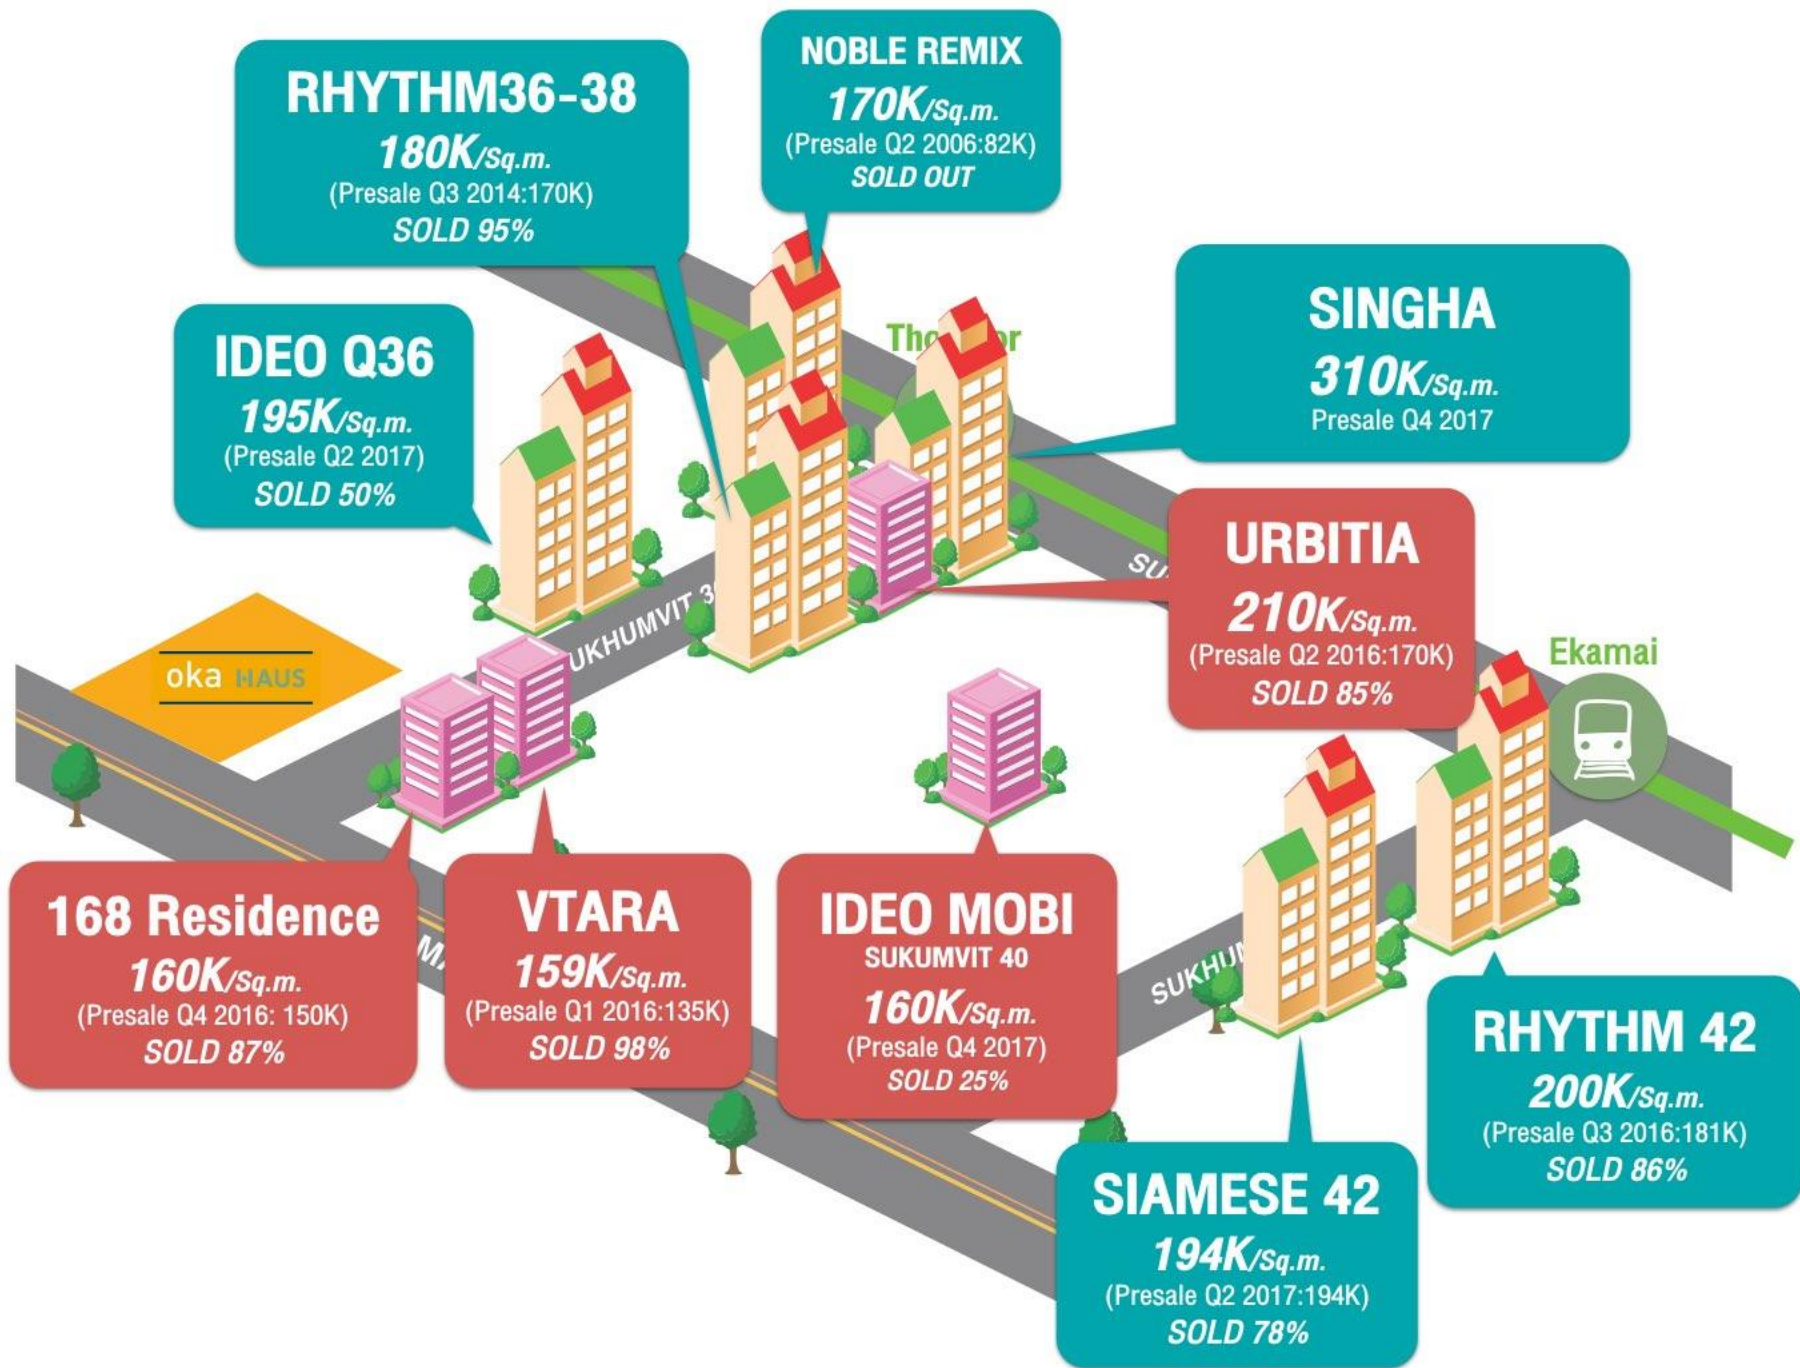 RHYTHM36-38
180K/Sq.m.
(Presale Q3 2014:170K)
SOLD 95%
NOBLE REMIX
170K/Sq.m.
(Presale Q2 2006:82K)
SOLD OUT
IDEO Q36
195K/Sq.m.
(Presale Q2 2017)
SOLD 50%
SINGHA
310K/Sq.m.
Presale Q4 2017
URBITIA
210K/Sq.m.
(Presale Q2 2016:170K)
SOLD 85%
Ekamai
oka HAUS
168 Residence
160K/Sq.m.
(Presale Q4 2016: 150K)
SOLD 87%
VTARA
159K/Sq.m.
(Presale Q1 2016:135K)
SOLD 98%
IDEO MOBI
SUKUMVIT 40
160K/Sq.m.
(Presale Q4 2017)
SOLD 25%
RHYTHM 42
200K/Sq.m.
(Presale Q3 2016:181K)
SOLD 86%
SIAMESE 42
194K/Sq.m.
(Presale Q2 2017:194K)
SOLD 78%